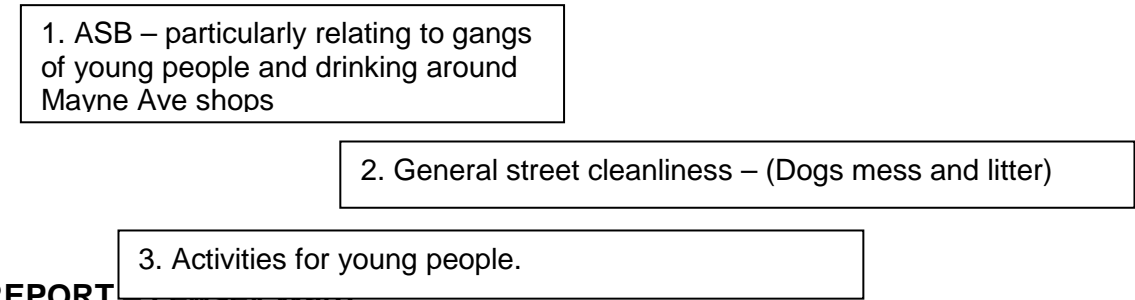 1. ASB – particularly relating to gangs
of young people and drinking around
Mayne Ave shops
2. General street cleanliness – (Dogs mess and litter)
3. Activities for young people.
REPORT